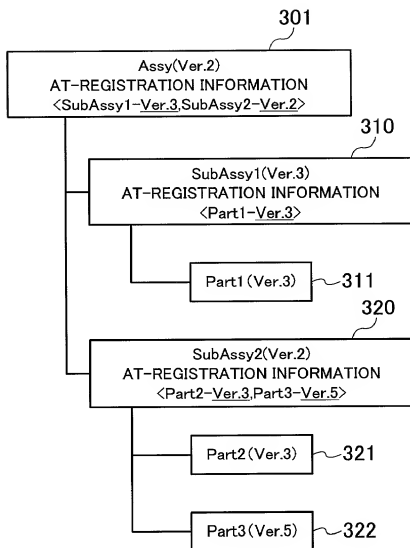 301
Assy(Ver.2)
AT-REGISTRATION INFORMATION
<SubAssy1-Ver.3,SubAssy2-Ver.2>
310
SubAssy1(Ver.3)
AT-REGISTRATION INFORMATION
<Part1-Ver.3>
Part1(Ver.3)
311
320
SubAssy2(Ver.2)
AT-REGISTRATION INFORMATION
<Part2-Ver.3,Part3-Ver.5>
Part2(Ver.3)
321
Part3(Ver.5)
322